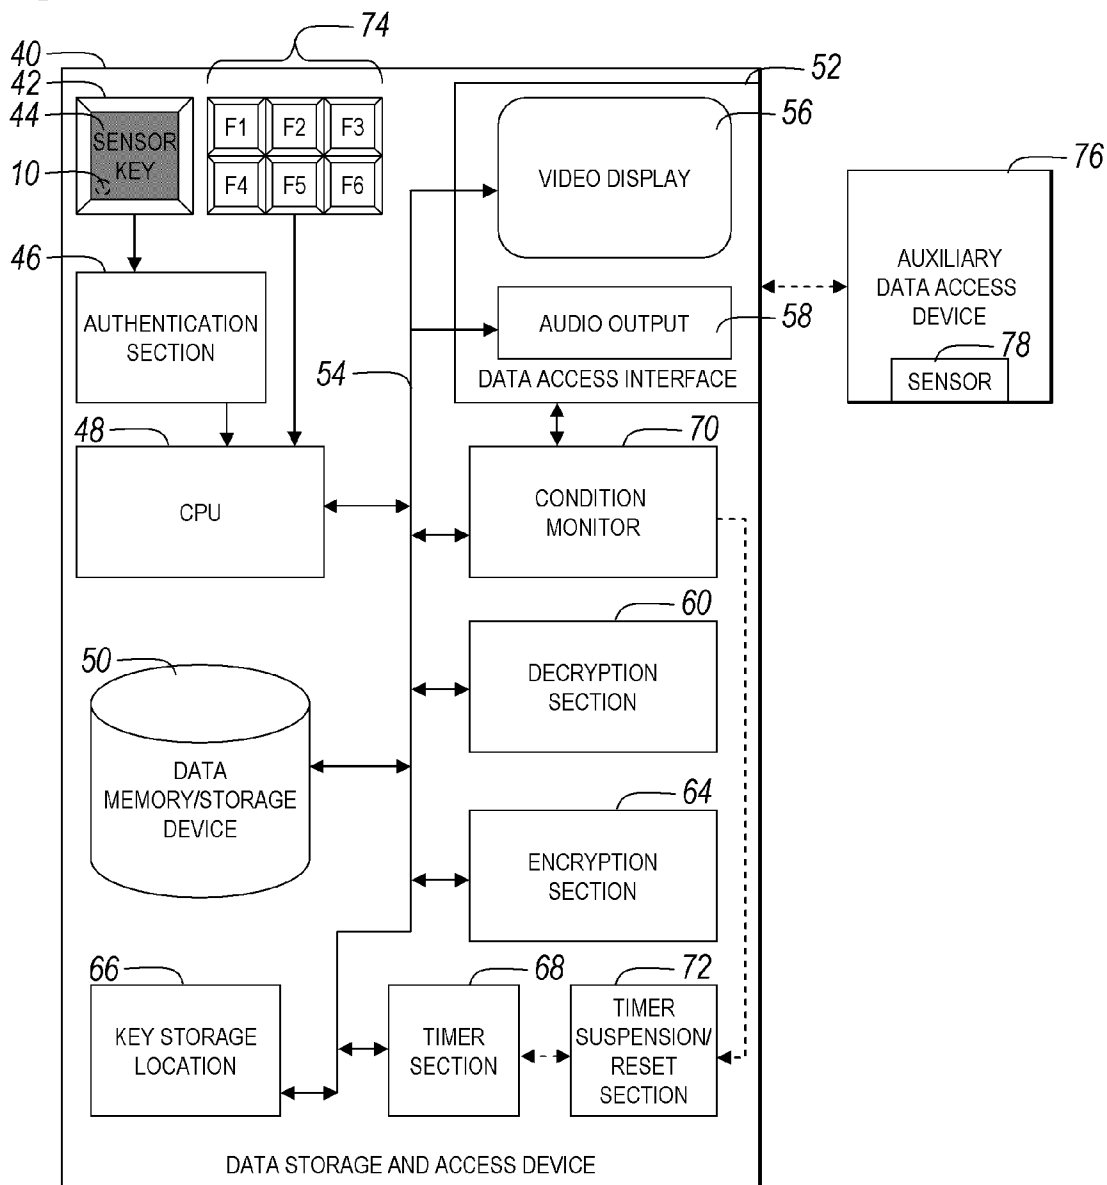 74
40
52
42
44
SENSOR
KEY
10
F1 F2 F3
F4 F5 F6
56
VIDEO DISPLAY
76
AUXILIARY
DATA ACCESS
DEVICE
78
SENSOR
46
AUTHENTICATION
SECTION
AUDIO OUTPUT
58
DATA ACCESS INTERFACE
54
48
CPU
70
CONDITION
MONITOR
60
DECRYPTION
SECTION
50
DATA
MEMORY/STORAGE
DEVICE
64
ENCRYPTION
SECTION
66
KEY STORAGE
LOCATION
68
TIMER
SECTION
72
TIMER
SUSPENSION/
RESET
SECTION
DATA STORAGE AND ACCESS DEVICE